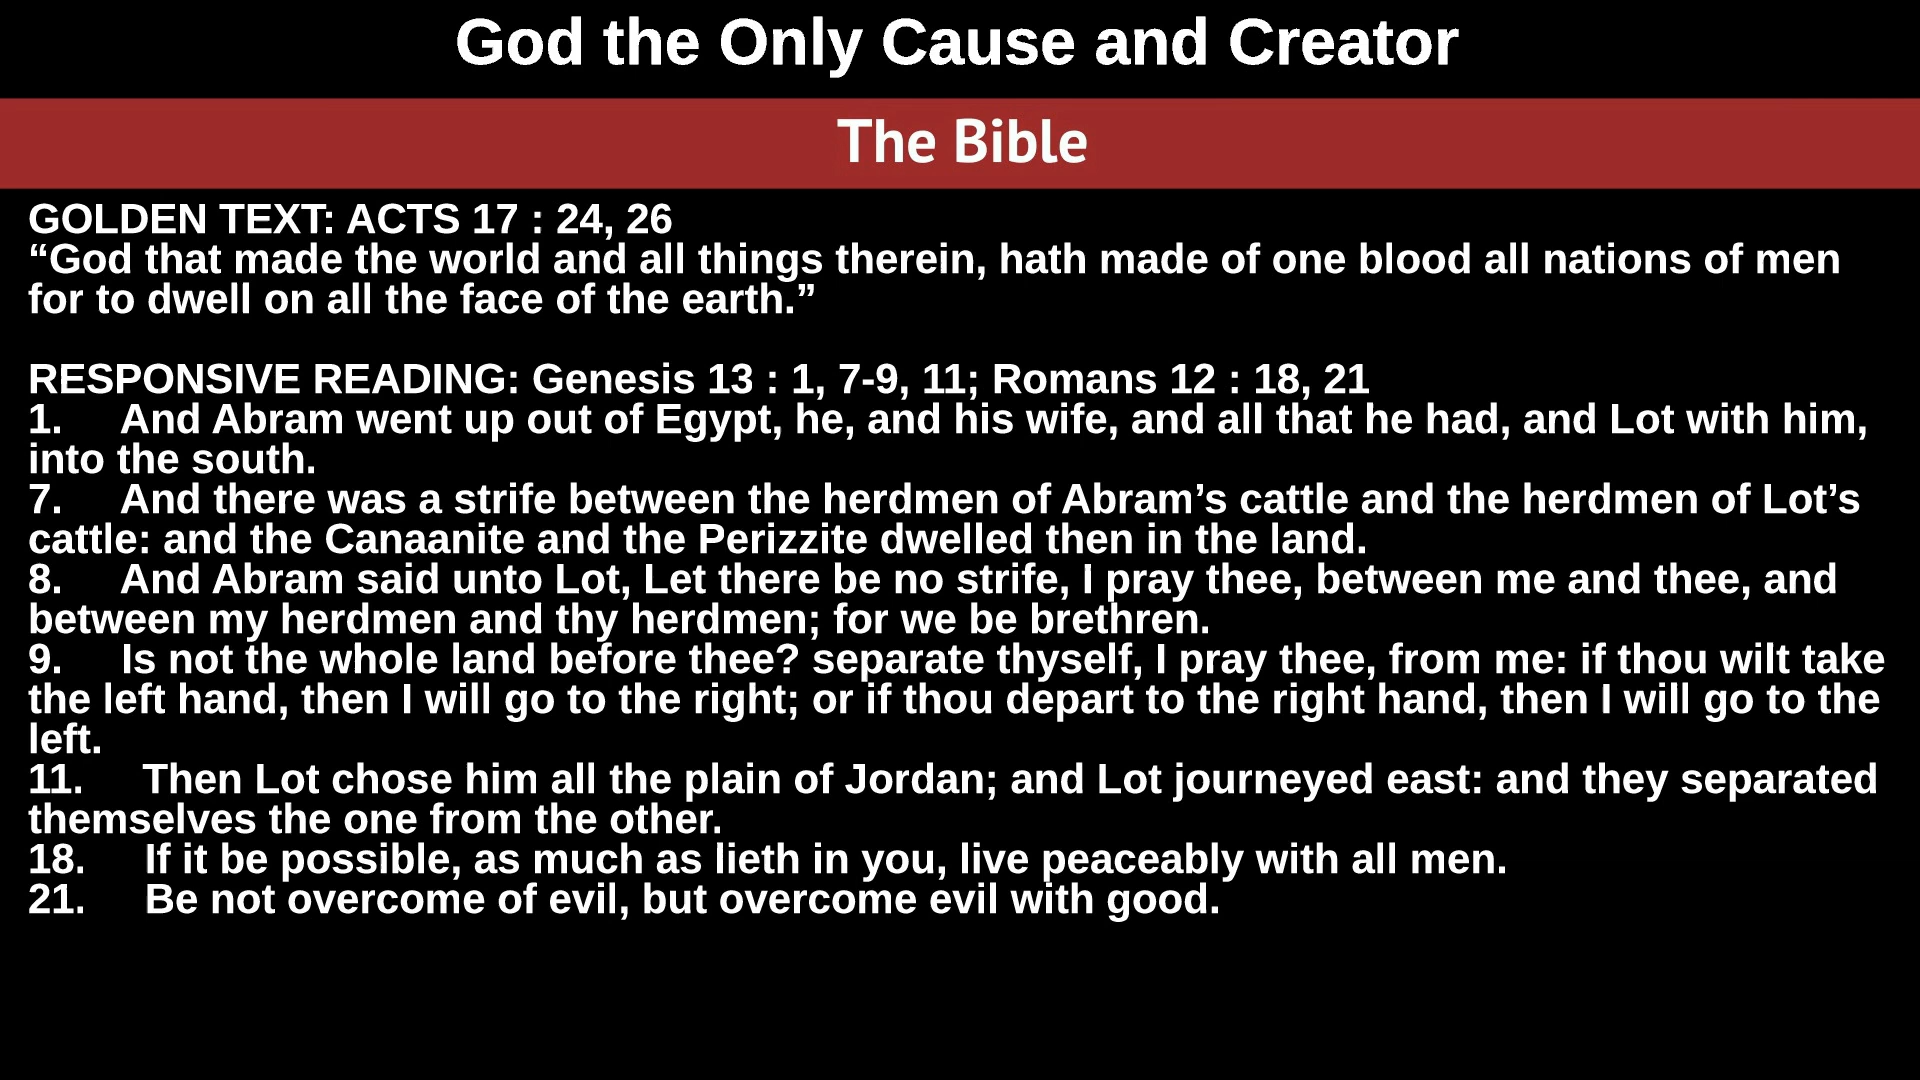 God the Only Cause and Creator
The Bible
GOLDEN TEXT: ACTS 17 : 24, 26
“God that made the world and all things therein, hath made of one blood all nations of men
for to dwell on all the face of the earth.”
RESPONSIVE READING: Genesis 13 : 1, 7-9, 11; Romans 12 : 18, 21
1. And Abram went up out of Egypt, he, and his wife, and all that he had, and Lot with him,
into the south.
7. And there was a strife between the herdmen of Abram’s cattle and the herdmen of Lot’s
cattle: and the Canaanite and the Perizzite dwelled then in the land.
8. And Abram said unto Lot, Let there be no strife, I pray thee, between me and thee, and
between my herdmen and thy herdmen; for we be brethren.
9. Is not the whole land before thee? separate thyself, I pray thee, from me: if thou wilt take
the left hand, then I will go to the right; or if thou depart to the right hand, then I will go to the
left.
11. Then Lot chose him all the plain of Jordan; and Lot journeyed east: and they separated
themselves the one from the other.
18. If it be possible, as much as lieth in you, live peaceably with all men.
21. Be not overcome of evil, but overcome evil with good.